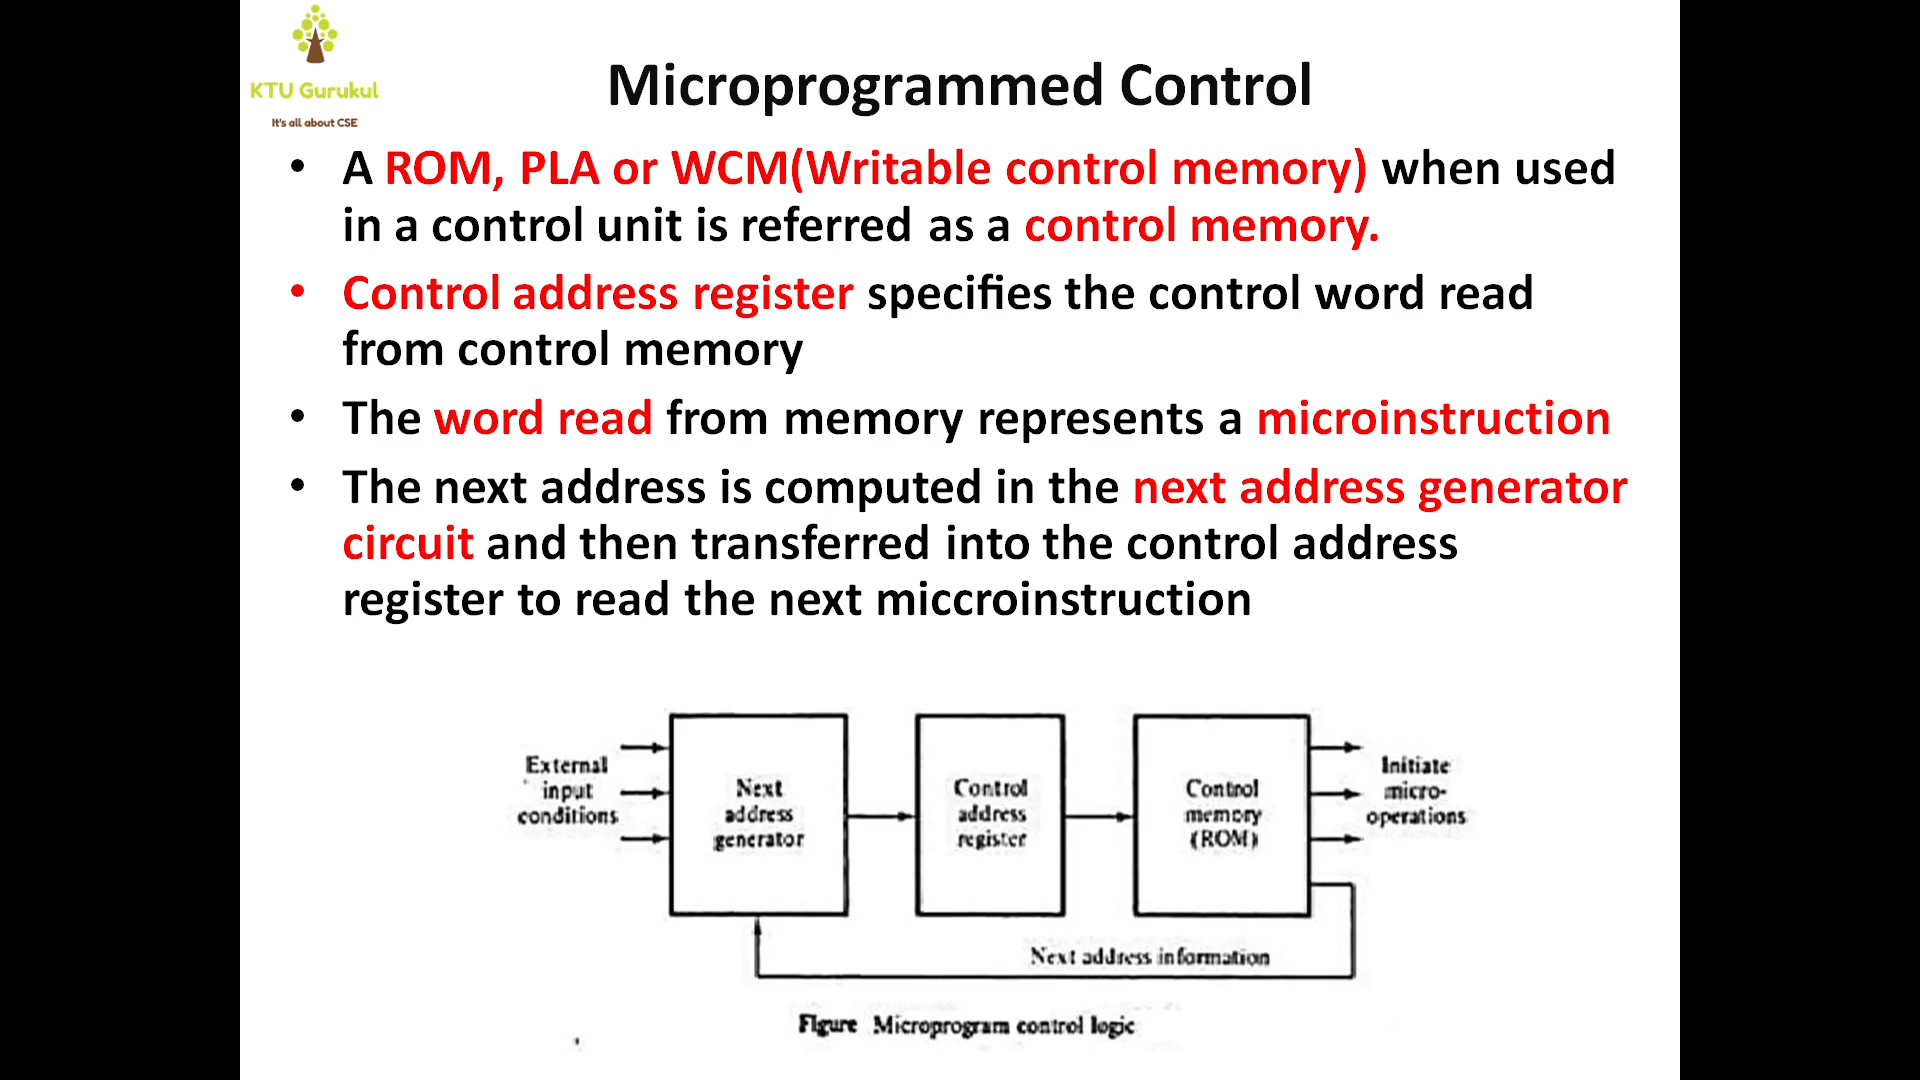 KTU Gurukul
It's all about CSE
Microprogrammed Control
• A ROM, PLA or WCM(Writable control memory) when used
in a control unit is referred as a control memory.
• Control address register specifies the control word read
from control memory
• The word read from memory represents a microinstruction
• The next address is computed in the next address generator
circuit and then transferred into the control address
register to read the next miccroinstruction
External
input
conditions
Next
address
generator
Control
address
register
Control
memory
(ROM)
Initiate
micro-
operations
Next address information
Figure Microprogram control logic